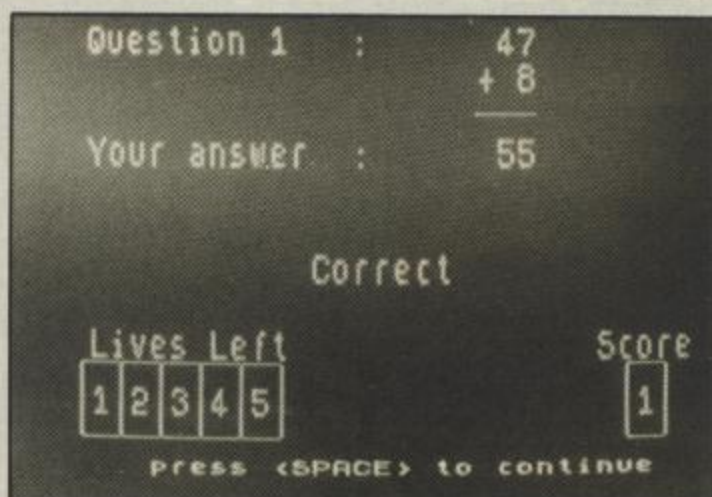 Question 1 : 47
+ 8
Your answer : 55
Correct
Lives Left Score
1 2 3 4 5 1
Press <SPACE> to continue